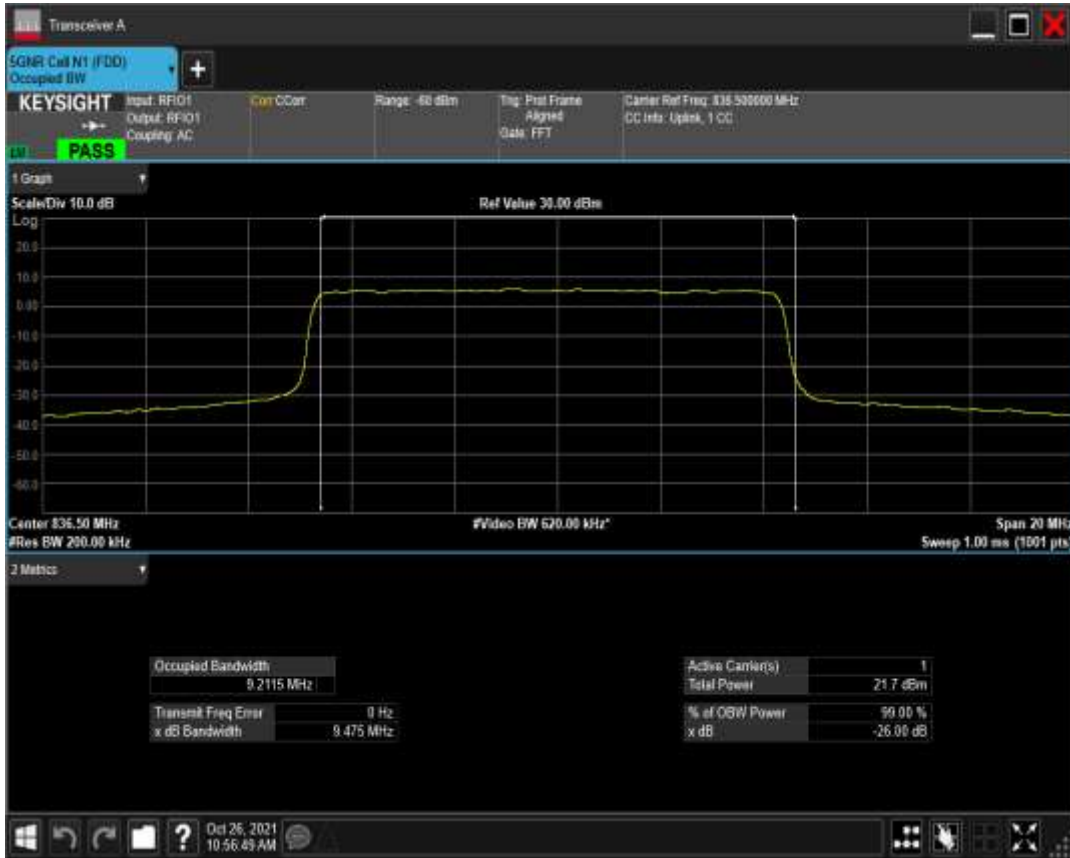 Transceiver A
5GNR Cell N1 (FDD)
Occupied BW
+
KEYSIGHT
Input: RFIO1
Output: RFIO1
Coupling: AC
Corr CCorr
Range: -60 dBm
Trig: Prot Frame
Aligned
Gate: FFT
Carrier Ref Freq: 836.500000 MHz
CC Info: Uplink, 1 CC
PASS
1 Graph
Scale/Div 10.0 dB
Ref Value 30.00 dBm
Log
20.0
10.0
0.00
-10.0
-20.0
-30.0
-40.0
-50.0
-60.0
Center 836.50 MHz
#Video BW 620.00 kHz*
Span 20 MHz
#Res BW 200.00 kHz
Sweep 1.00 ms (1001 pts)
2 Metrics
Occupied Bandwidth
9.2115 MHz
Transmit Freq Error 0 Hz
x dB Bandwidth 9.475 MHz
Active Carrier(s) 1
Total Power 21.7 dBm
% of OBW Power 99.00 %
x dB -26.00 dB
?
Oct 26, 2021
10:56:49 AM